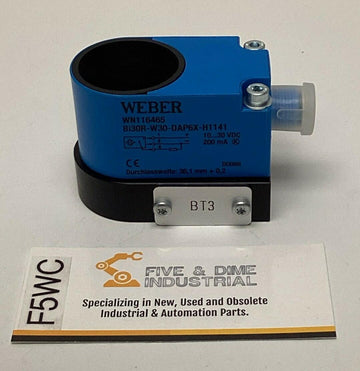 WEBER
WN116465
BI30R-W30-DAP6X-H1141
10...30 VDC
200 mA
CE
Durchlassweite: 30,1 mm + 0,2
BT3
F5WC
FIVE & DIME
INDUSTRIAL
Specializing in New, Used and Obsolete
Industrial & Automation Parts.